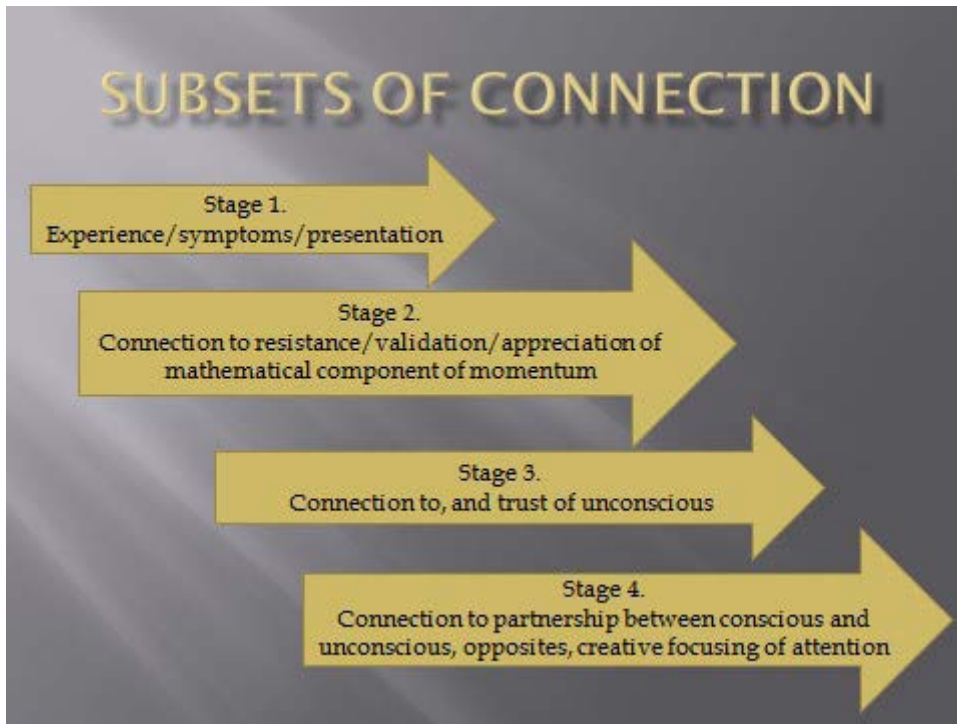 SUBSETS OF CONNECTION
Stage 1.
Experience/symptoms/presentation
Stage 2.
Connection to resistance/validation/appreciation of
mathematical component of momentum
Stage 3.
Connection to, and trust of unconscious
Stage 4.
Connection to partnership between conscious and
unconscious, opposites, creative focusing of attention